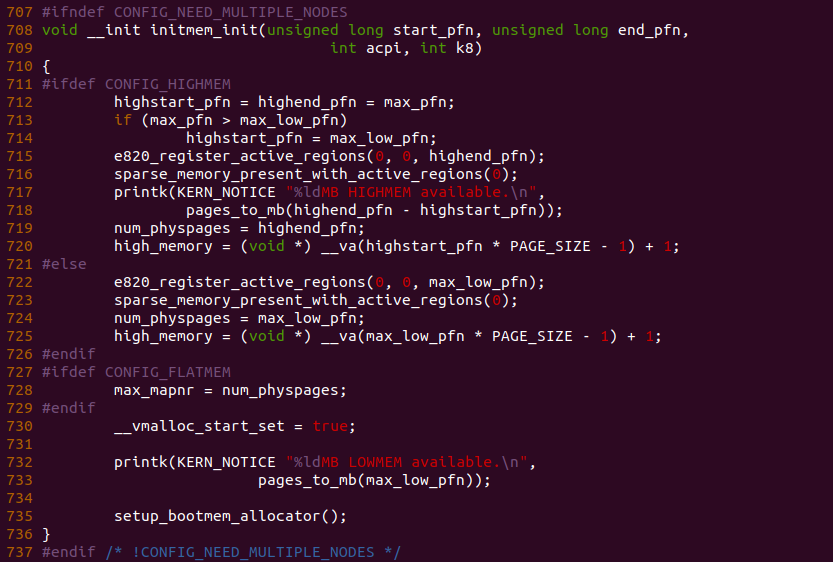 707 #ifndef CONFIG_NEED_MULTIPLE_NODES
708 void __init initmem_init(unsigned long start_pfn, unsigned long end_pfn,
709                                 int acpi, int k8)
710 {
711 #ifdef CONFIG_HIGHMEM
712         highstart_pfn = highend_pfn = max_pfn;
713         if (max_pfn > max_low_pfn)
714                 highstart_pfn = max_low_pfn;
715         e820_register_active_regions(0, 0, highend_pfn);
716         sparse_memory_present_with_active_regions(0);
717         printk(KERN_NOTICE "%ldMB HIGHMEM available.\n",
718                 pages_to_mb(highend_pfn - highstart_pfn));
719         num_physpages = highend_pfn;
720         high_memory = (void *) __va(highstart_pfn * PAGE_SIZE - 1) + 1;
721 #else
722         e820_register_active_regions(0, 0, max_low_pfn);
723         sparse_memory_present_with_active_regions(0);
724         num_physpages = max_low_pfn;
725         high_memory = (void *) __va(max_low_pfn * PAGE_SIZE - 1) + 1;
726 #endif
727 #ifdef CONFIG_FLATMEM
728         max_mapnr = num_physpages;
729 #endif
730         __vmalloc_start_set = true;
731
732         printk(KERN_NOTICE "%ldMB LOWMEM available.\n",
733                         pages_to_mb(max_low_pfn));
734
735         setup_bootmem_allocator();
736 }
737 #endif /* !CONFIG_NEED_MULTIPLE_NODES */